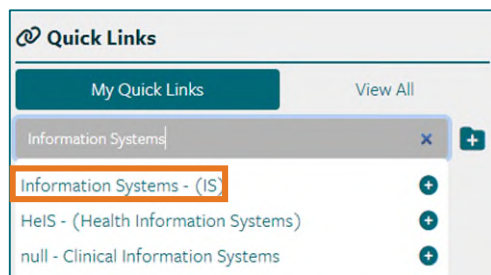 Quick Links
My Quick Links View All
Information Systems
Information Systems - (IS)
HeIS - (Health Information Systems)
null - Clinical Information Systems